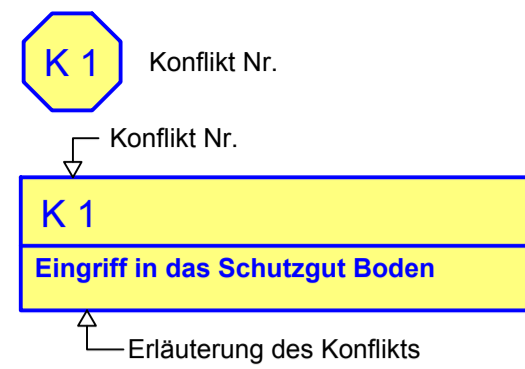 K 1
Konflikt Nr.
Konflikt Nr.
K 1
Eingriff in das Schutzgut Boden
Erläuterung des Konflikts